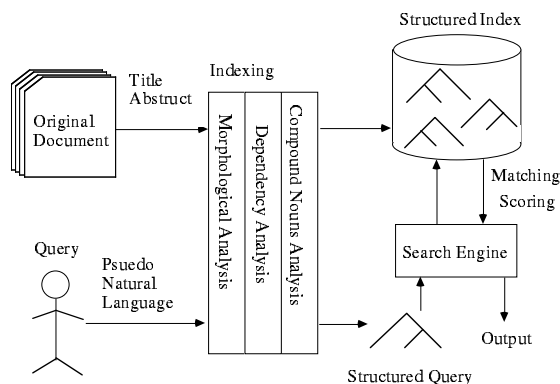 Structured Index
Indexing
Title
Abstract
Original
Document
Morphological Analysis
Dependency Analysis
Compound Nouns Analysis
Matching
Scoring
Query
Psuedo
Natural
Language
Search Engine
Output
Structured Query